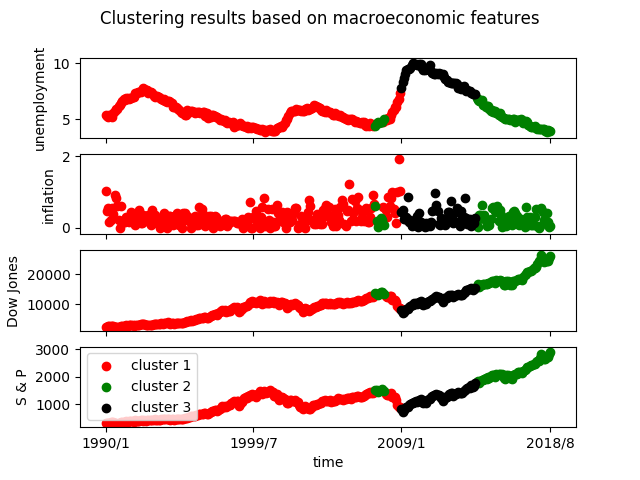 Clustering results based on macroeconomic features
unemployment
10
5
inflation
2
0
Dow Jones
20000
10000
S & P
3000
2000
1000
cluster 1
cluster 2
cluster 3
1990/1 1999/7 2009/1 2018/8
time